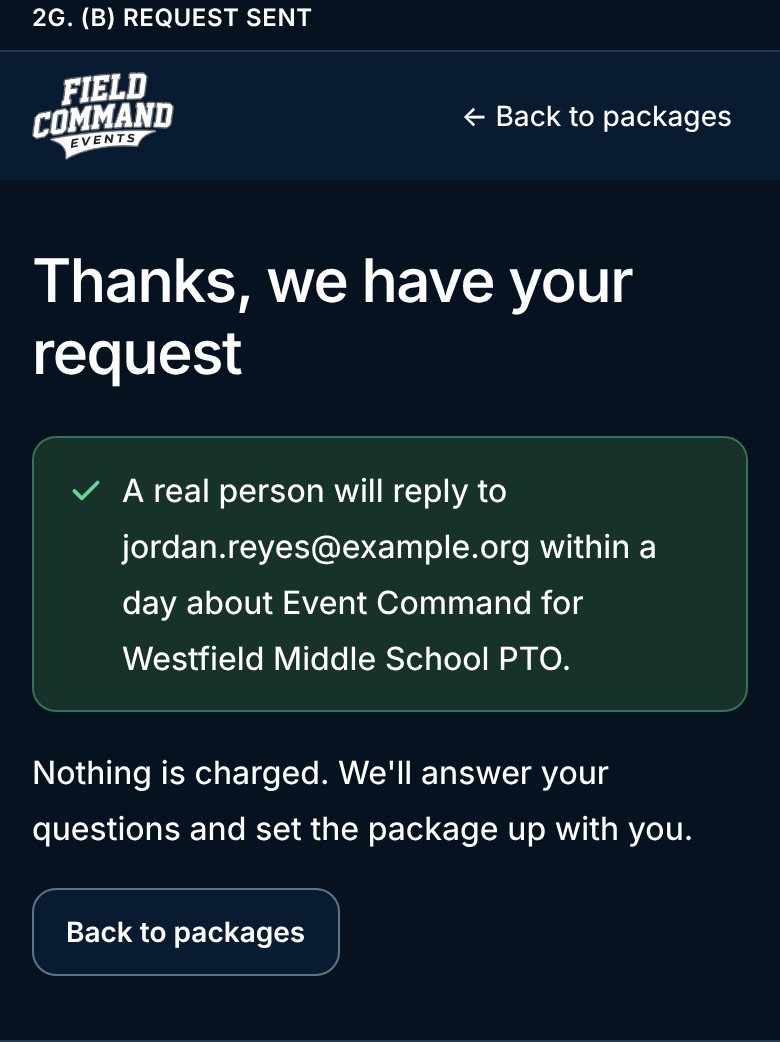 2G. (B) REQUEST SENT
FIELD
COMMAND
EVENTS
← Back to packages
Thanks, we have your
request
A real person will reply to
jordan.reyes@example.org within a
day about Event Command for
Westfield Middle School PTO.
Nothing is charged. We'll answer your
questions and set the package up with you.
Back to packages